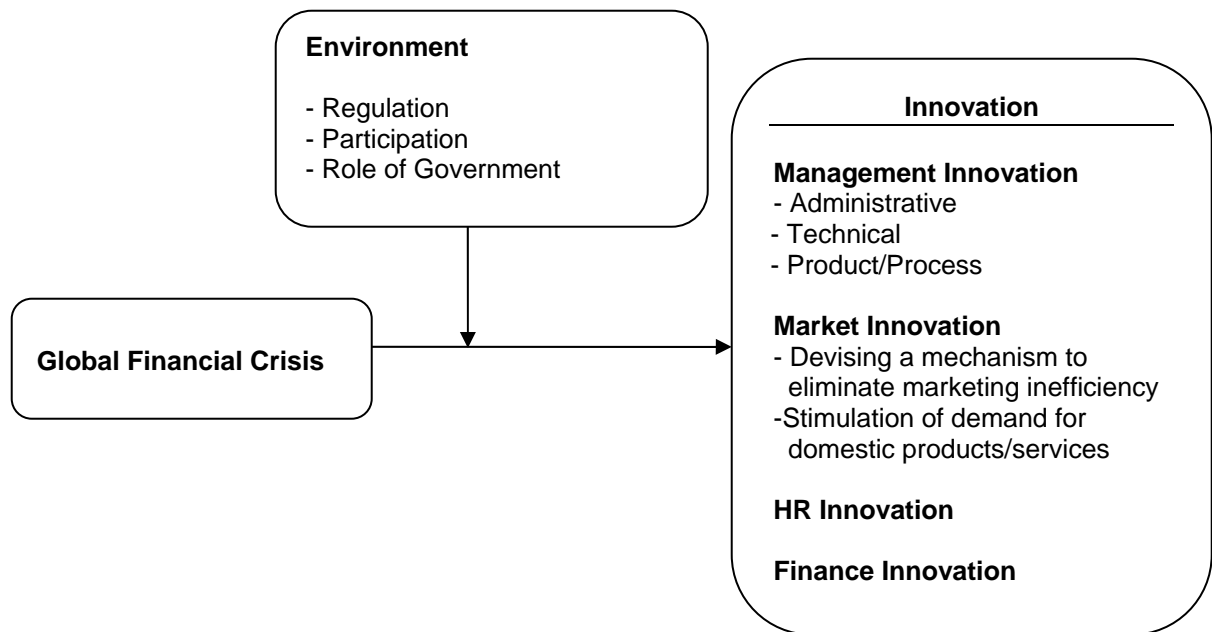 Environment
- Regulation
- Participation
- Role of Government
Global Financial Crisis
Innovation
Management Innovation
- Administrative
- Technical
- Product/Process
Market Innovation
- Devising a mechanism to
eliminate marketing inefficiency
-Stimulation of demand for
domestic products/services
HR Innovation
Finance Innovation